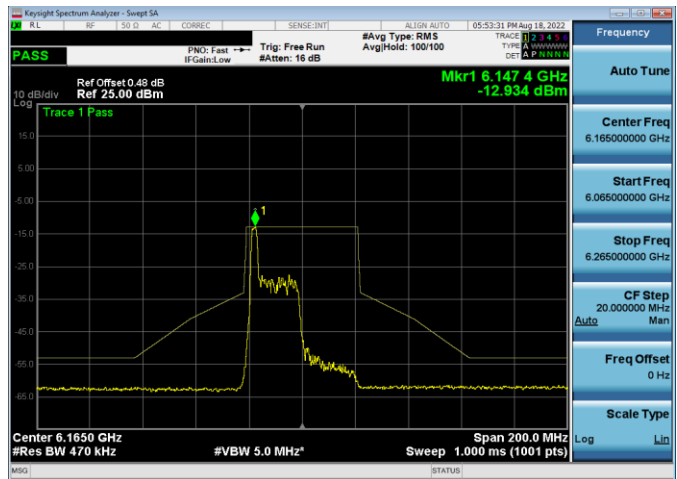 Keysight Spectrum Analyzer - Swept SA
LXI RL RF 50 Ω AC CORREC SENSE:INT ALIGN AUTO 05:53:31 PM Aug 18, 2022
#Avg Type: RMS TRACE 1 2 3 4 5 6
PNO: Fast Trig: Free Run Avg|Hold: 100/100 TYPE A WWWWW
PASS IFGain:Low #Atten: 16 dB DET A P N N N N
Mkr1 6.147 4 GHz
Ref Offset 0.48 dB
10 dB/div Ref 25.00 dBm -12.934 dBm
Log
Trace 1 Pass
15.0
5.00
-5.00
1
-15.0
-25.0
-35.0
-45.0
-55.0
-65.0
Center 6.1650 GHz Span 200.0 MHz
#Res BW 470 kHz #VBW 5.0 MHz* Sweep 1.000 ms (1001 pts)
MSG STATUS
Frequency
Auto Tune
Center Freq
6.165000000 GHz
Start Freq
6.065000000 GHz
Stop Freq
6.265000000 GHz
CF Step
20.000000 MHz
Auto Man
Freq Offset
0 Hz
Scale Type
Log Lin